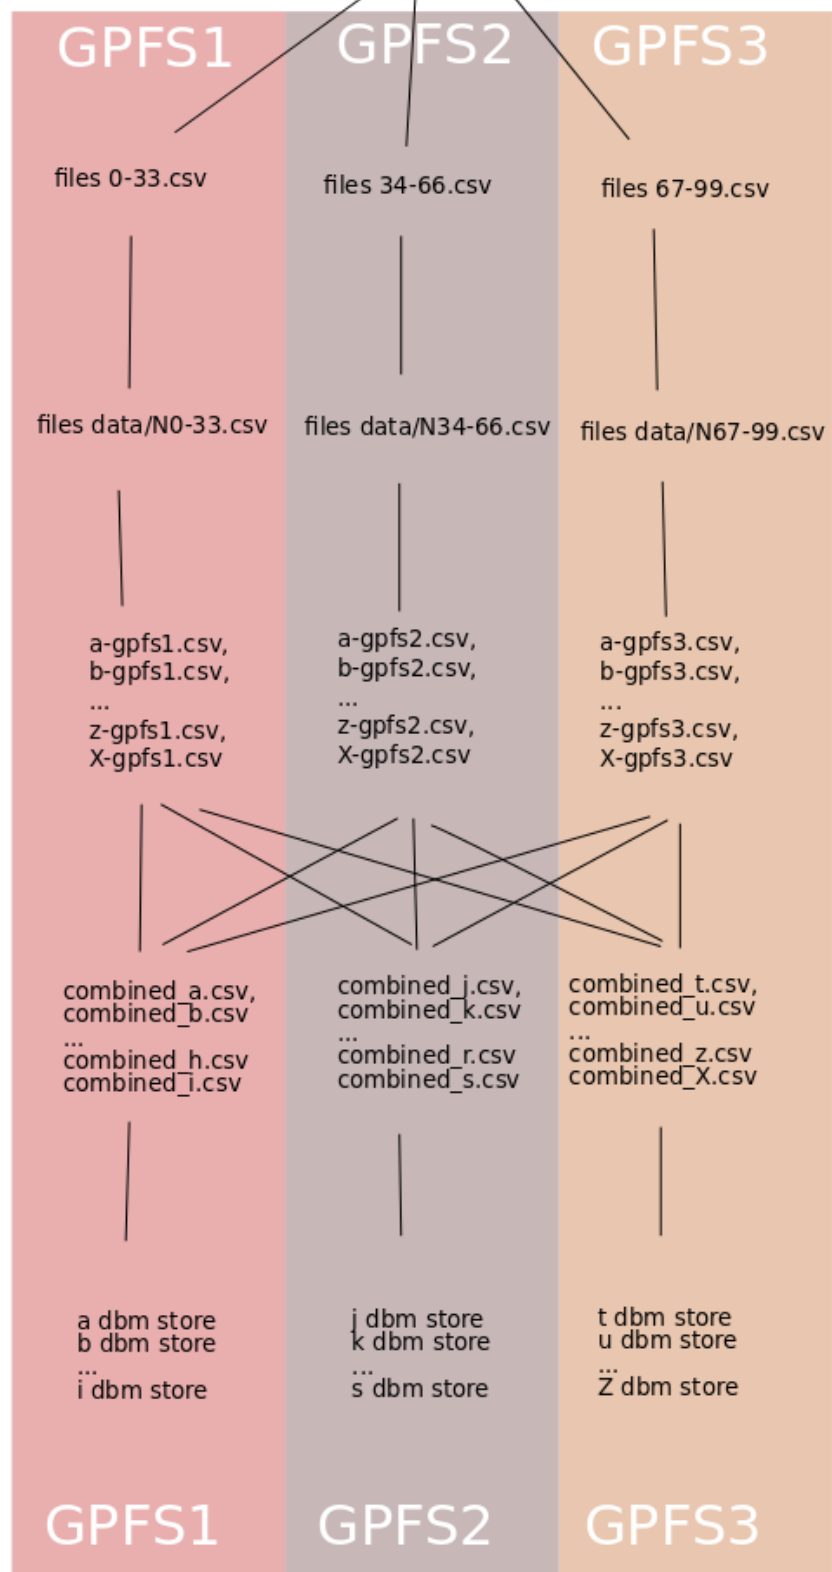 GPFS1
GPFS2
GPFS3
files 0-33.csv
files 34-66.csv
files 67-99.csv
files data/N0-33.csv
files data/N34-66.csv
files data/N67-99.csv
a-gpfs1.csv,
b-gpfs1.csv,
...
z-gpfs1.csv,
X-gpfs1.csv
a-gpfs2.csv,
b-gpfs2.csv,
...
z-gpfs2.csv,
X-gpfs2.csv
a-gpfs3.csv,
b-gpfs3.csv,
...
z-gpfs3.csv,
X-gpfs3.csv
combined_a.csv,
combined_b.csv
...
combined_h.csv
combined_i.csv
combined_j.csv,
combined_k.csv
...
combined_r.csv
combined_s.csv
combined_t.csv,
combined_u.csv
...
combined_z.csv
combined_X.csv
a dbm store
b dbm store
...
i dbm store
j dbm store
k dbm store
...
s dbm store
t dbm store
u dbm store
...
Z dbm store
GPFS1
GPFS2
GPFS3